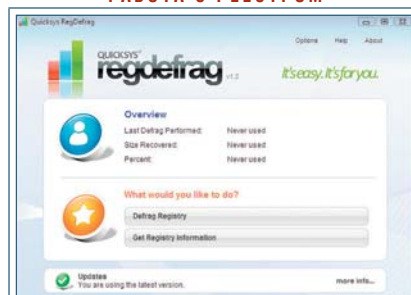 РАБОТА С РЕЕСТРОМ
Quicksys RegDefrag
Options Help About
QUICKSYS
regdefrag v1.2
It's easy. It's for you.
Overview
Last Defrag Performed: Never used
Size Recovered: Never used
Percent: Never used
What would you like to do?
Defrag Registry
Get Registry Information
Updates
You are using the latest version.
more info...